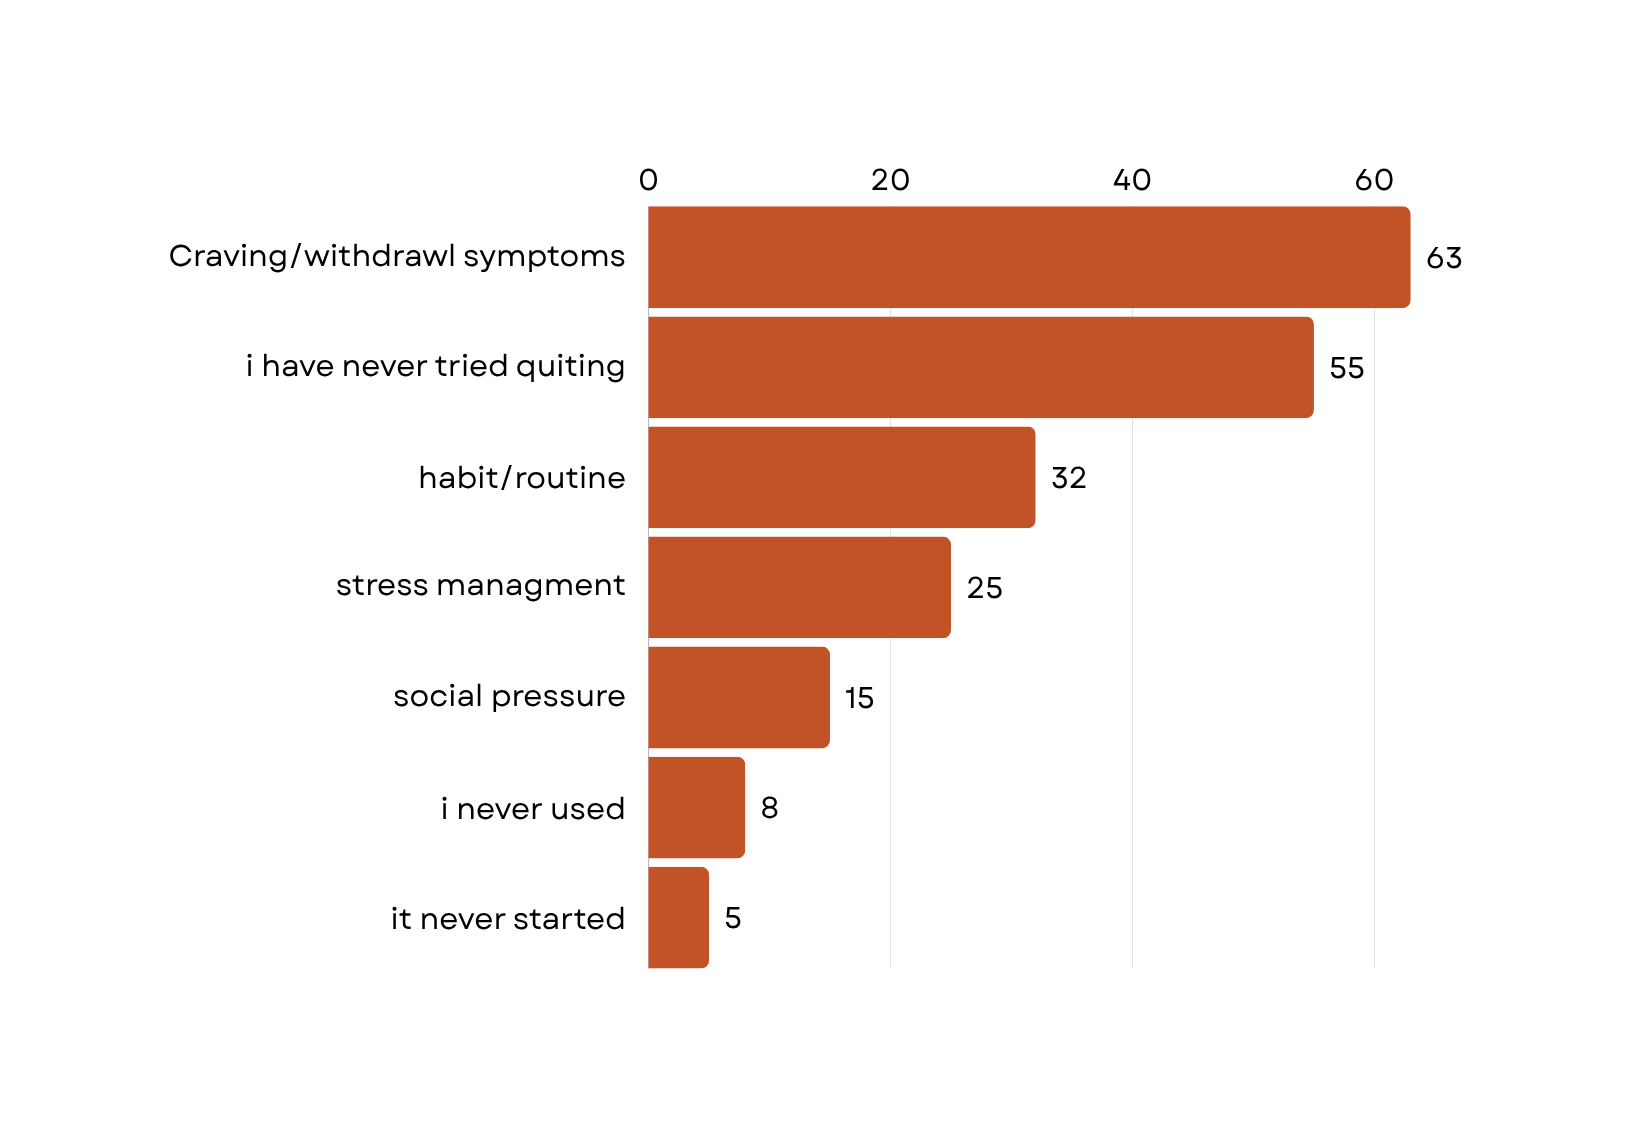 0 20 40 60
Craving/withdrawl symptoms 63
i have never tried quiting 55
habit/routine 32
stress managment 25
social pressure 15
i never used 8
it never started 5